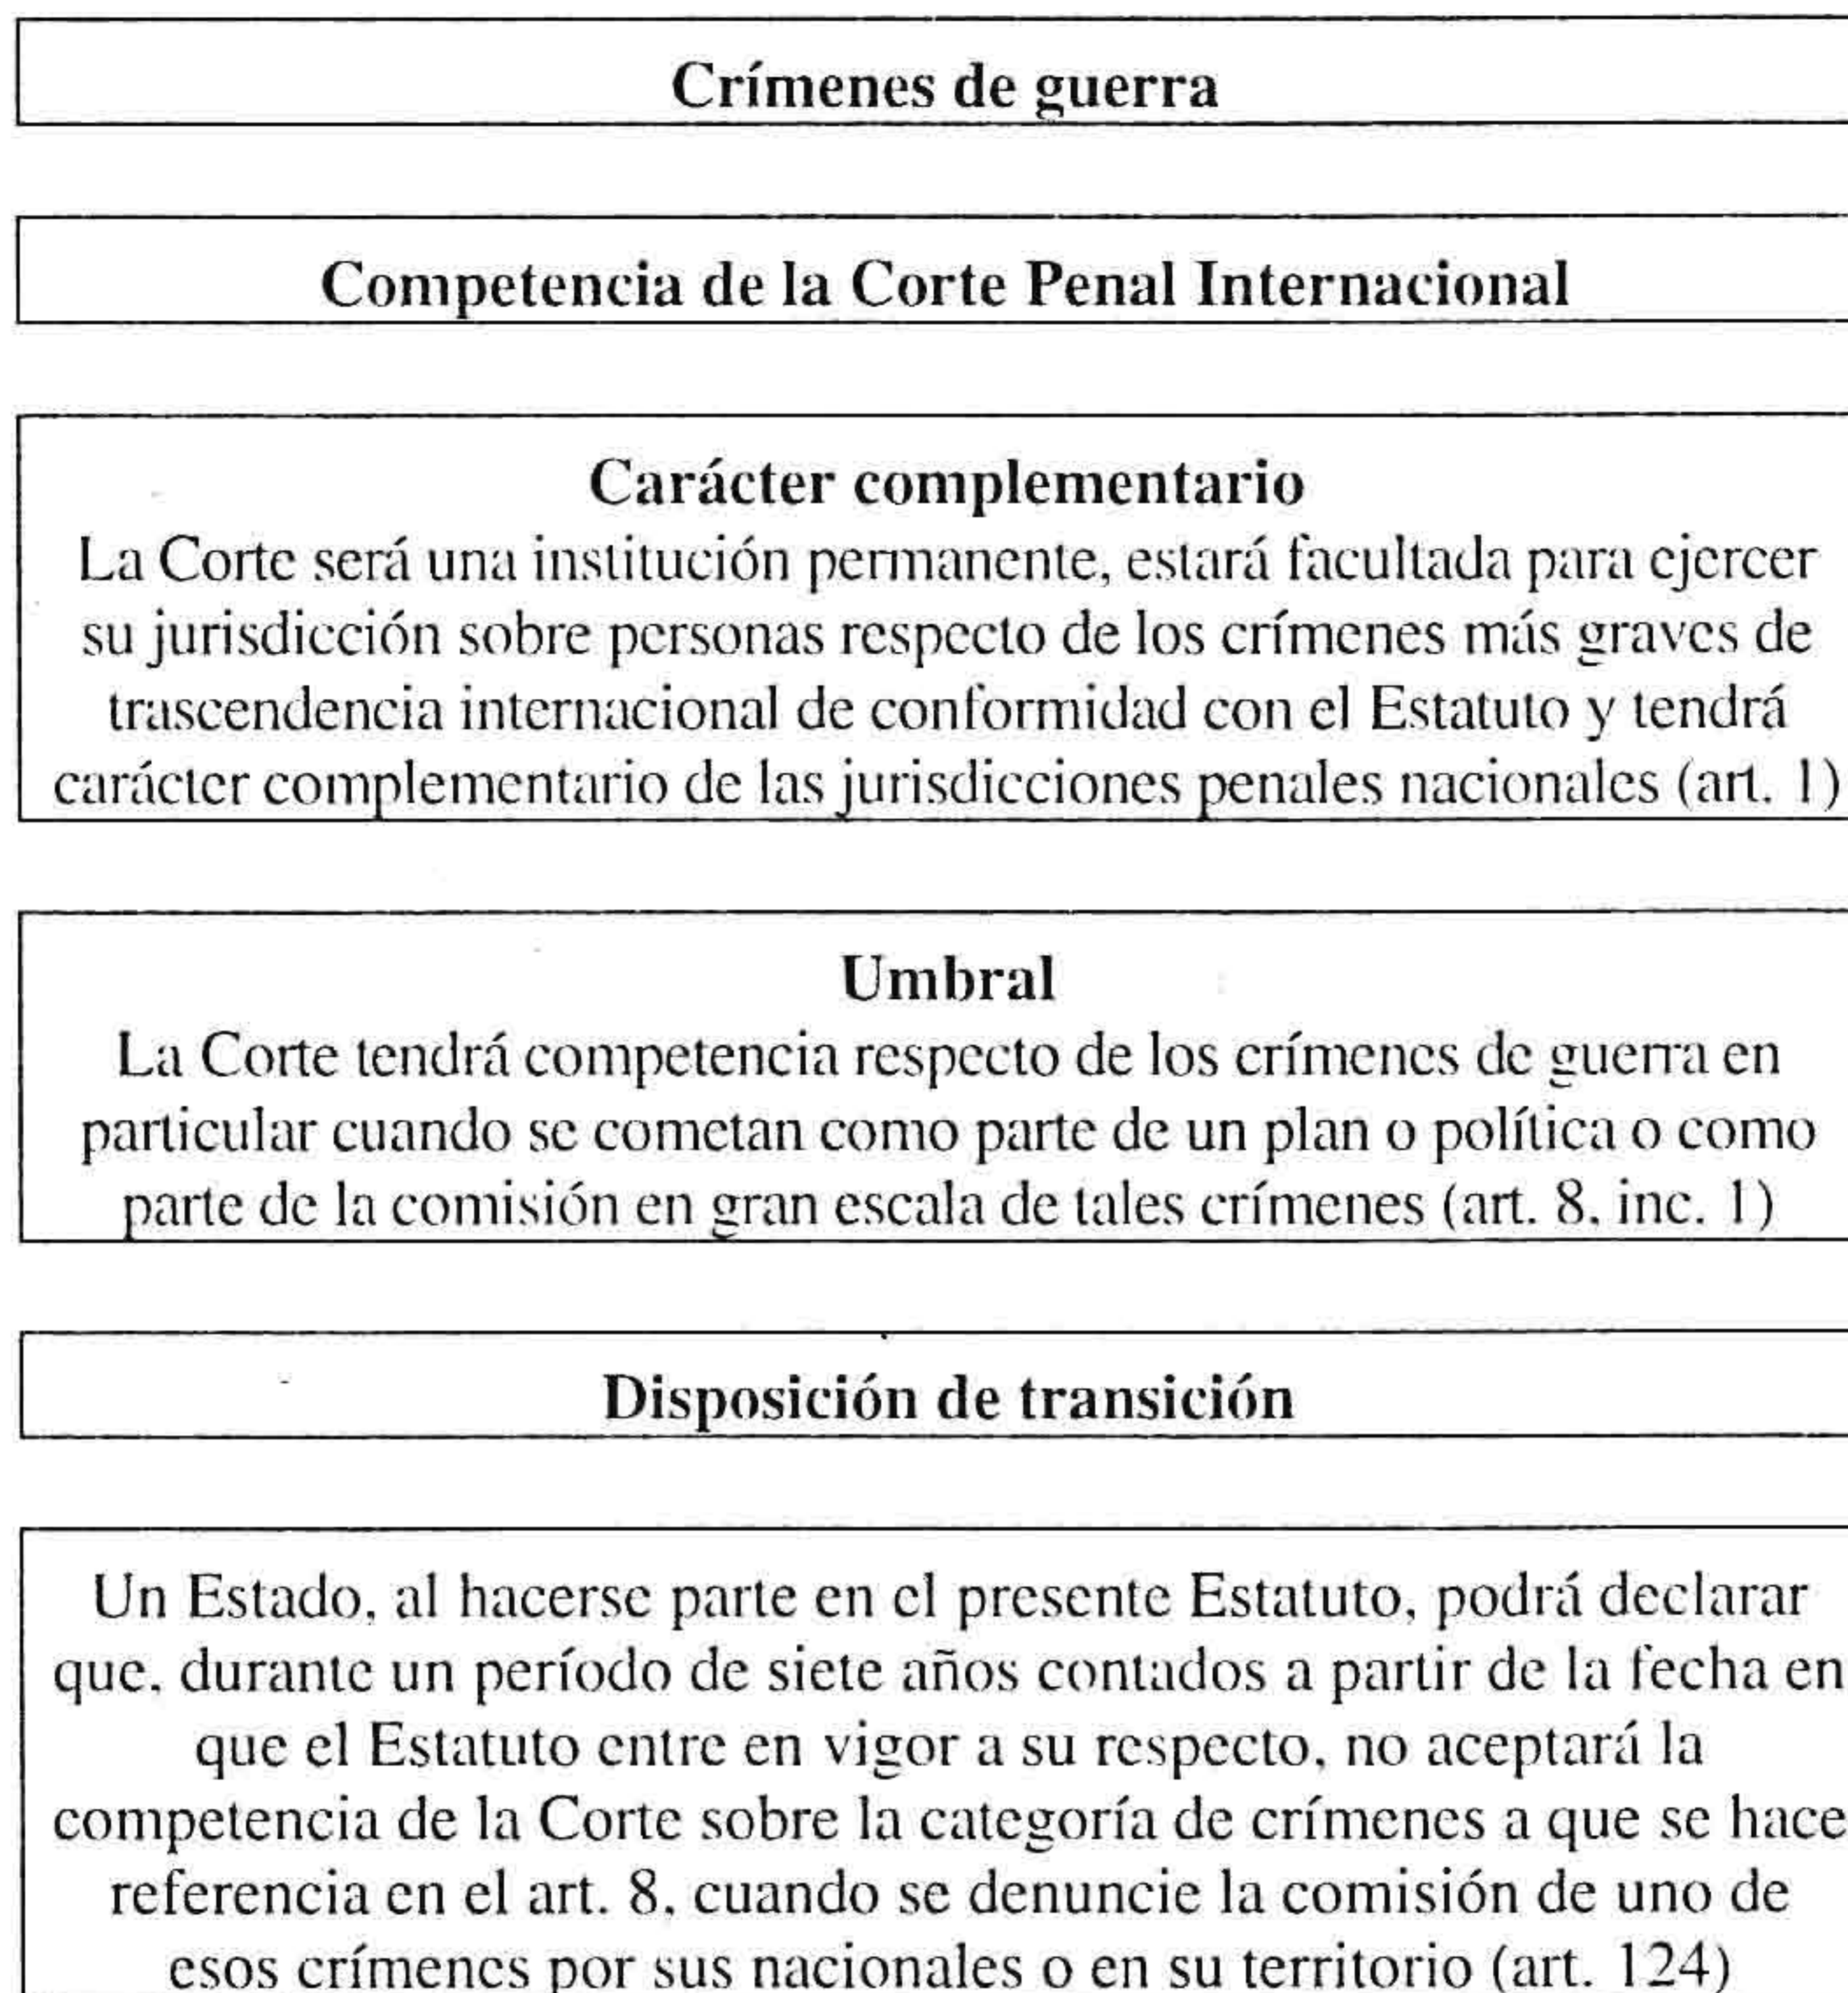 Crímenes de guerra
Competencia de la Corte Penal Internacional
Carácter complementario
La Corte será una institución permanente, estará facultada para ejercer
su jurisdicción sobre personas respecto de los crímenes más graves de
trascendencia internacional de conformidad con el Estatuto y tendrá
carácter complementario de las jurisdicciones penales nacionales (art. 1)
Umbral
La Corte tendrá competencia respecto de los crímenes de guerra en
particular cuando se cometan como parte de un plan o política o como
parte de la comisión en gran escala de tales crímenes (art. 8. inc. 1)
Disposición de transición
Un Estado, al hacerse parte en el presente Estatuto, podrá declarar
que, durante un período de siete años contados a partir de la fecha en
que el Estatuto entre en vigor a su respecto, no aceptará la
competencia de la Corte sobre la categoría de crímenes a que se hace
referencia en el art. 8, cuando se denuncie la comisión de uno de
esos crímenes por sus nacionales o en su territorio (art. 124)